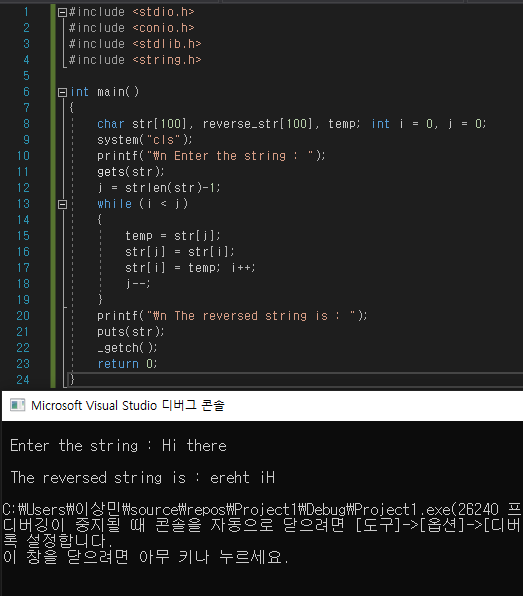 1 #include <stdio.h>
2 #include <conio.h>
3 #include <stdlib.h>
4 #include <string.h>
5
6 int main()
7 {
8 char str[100], reverse_str[100], temp; int i = 0, j = 0;
9 system("cls");
10 printf("₩n Enter the string : ");
11 gets(str);
12 j = strlen(str)-1;
13 while (i < j)
14 {
15 temp = str[j];
16 str[j] = str[i];
17 str[i] = temp; i++;
18 j--;
19 }
20 printf("₩n The reversed string is : ");
21 puts(str);
22 _getch();
23 return 0;
24 }
Microsoft Visual Studio 디버그 콘솔
Enter the string : Hi there
The reversed string is : ereht iH
C:₩Users₩이상민₩source₩repos₩Project1₩Debug₩Project1.exe(26240 프
디버깅이 중지될 때 콘솔을 자동으로 닫으려면 [도구]->[옵션]->[디버
록 설정합니다.
이 창을 닫으려면 아무 키나 누르세요.